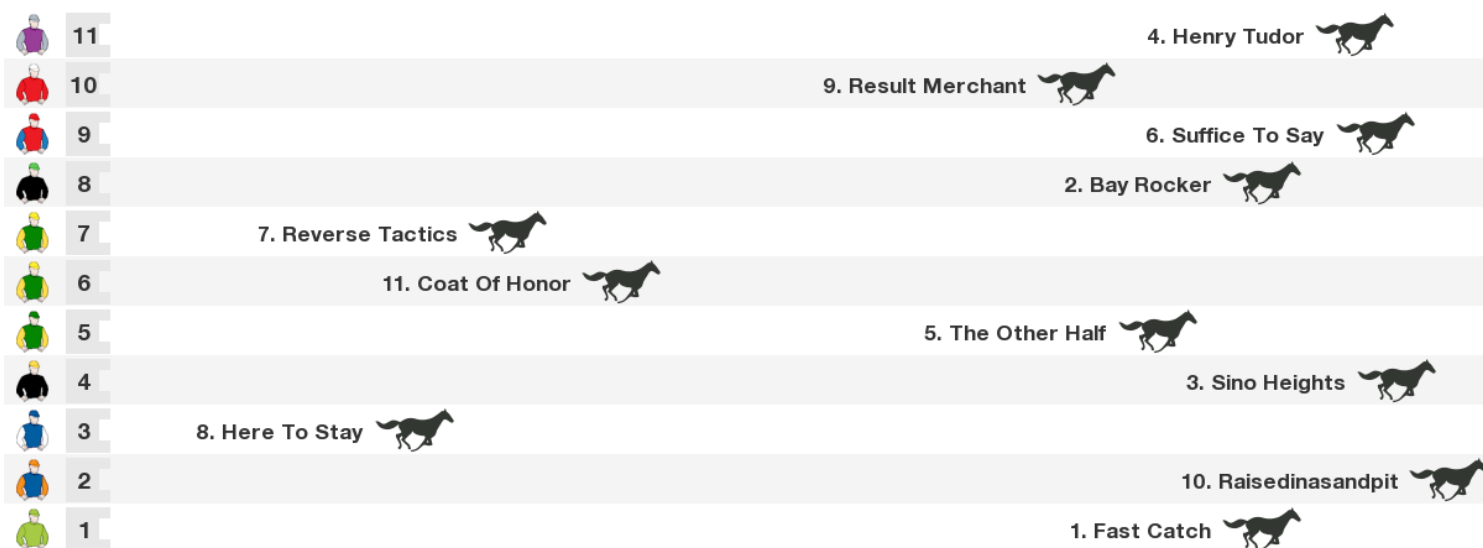 11 4. Henry Tudor
10 9. Result Merchant
9 6. Suffice To Say
8 2. Bay Rocker
7 7. Reverse Tactics
6 11. Coat Of Honor
5 5. The Other Half
4 3. Sino Heights
3 8. Here To Stay
2 10. Raisedinasandpit
1 1. Fast Catch